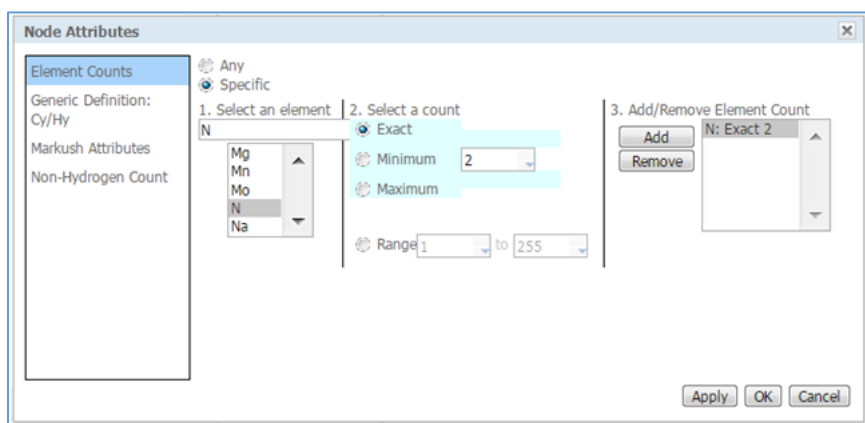 Node Attributes
Element Counts
Generic Definition:
Cy/Hy
Markush Attributes
Non-Hydrogen Count
Any
Specific
1. Select an element
N
Mg
Mn
Mo
N
Na
2. Select a count
Exact
Minimum 2
Maximum
Range 1 to 255
3. Add/Remove Element Count
Add
Remove
N: Exact 2
Apply OK Cancel